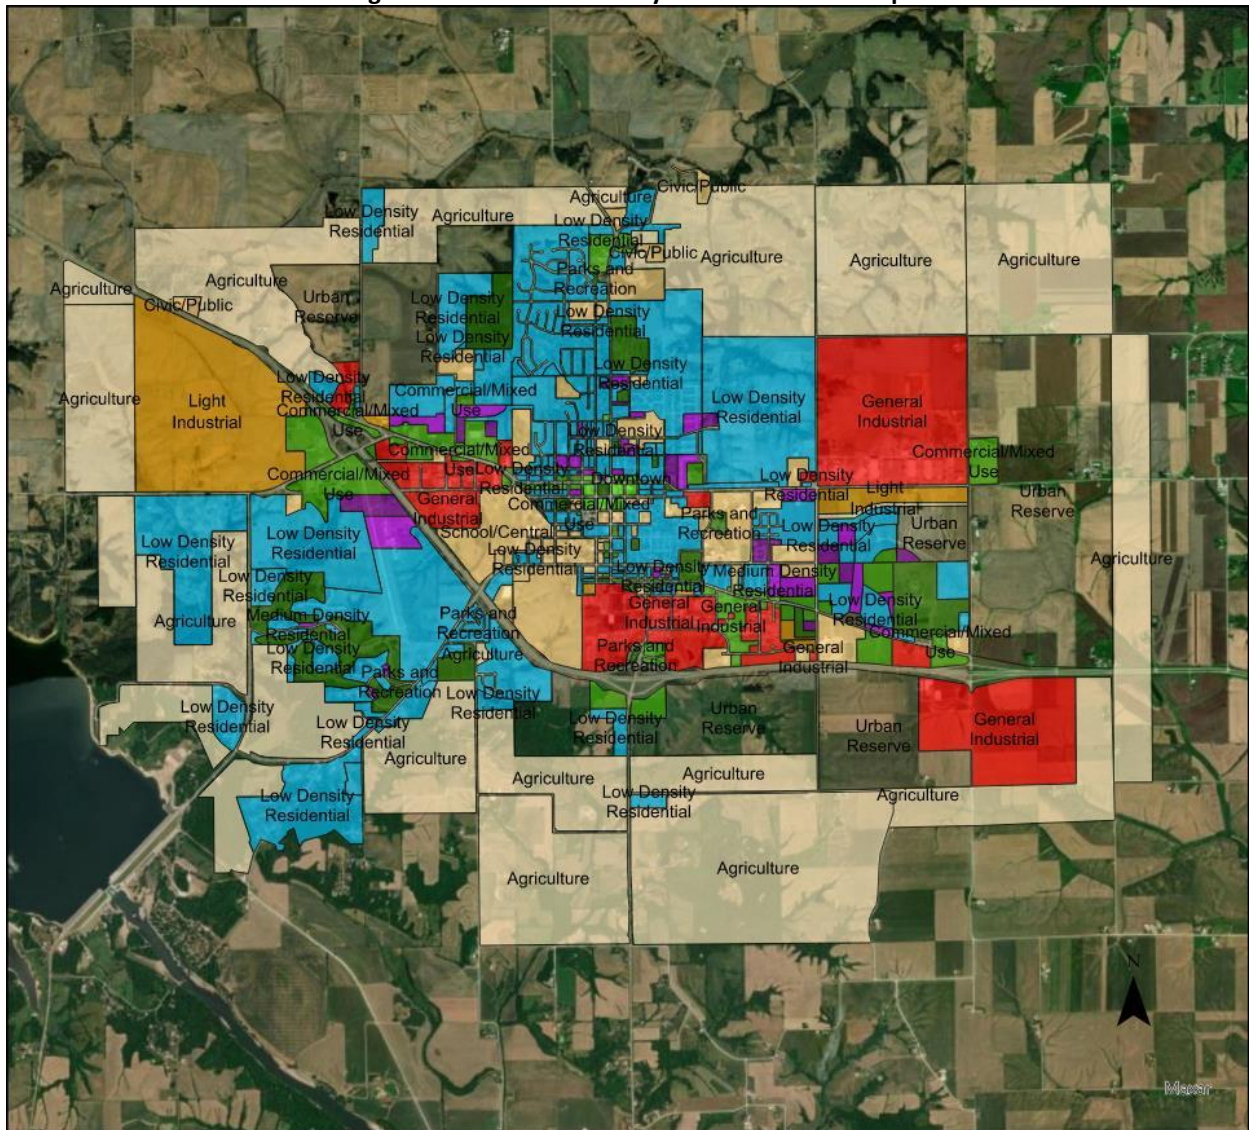 Civic/Public
Agriculture
Low Density
Residential
Agriculture
Low Density
Residential
Civic/Public
Agriculture
Agriculture
Agriculture
Parks and
Recreation
Agriculture
Agriculture
Urban
Reserve
Civic/Public
Low Density
Residential
Low Density
Residential
Low Density
Residential
Low Density
Residential
Low Density
Residential
Commercial/Mixed
Use
Low Density
Residential
General
Industrial
Agriculture
Light
Industrial
Commercial/Mixed
Use
Low Density
Residential
Commercial/Mixed
Use
Commercial/Mixed
Use
Commercial/Mixed
Use
Low Density
Residential
Downtown
Low Density
Residential
Light
Industrial
Urban
Reserve
General
Industrial
Commercial/Mixed
Use
Parks and
Recreation
Low Density
Residential
Urban
Reserve
School/Central
Low Density
Residential
Low Density
Residential
Low Density
Residential
Agriculture
Low Density
Residential
Low Density
Residential
Medium Density
Residential
Low Density
Residential
Agriculture
Medium Density
Residential
Parks and
Recreation
General
Industrial
General
Industrial
Commercial/Mixed
Use
Low Density
Residential
Agriculture
Parks and
Recreation
General
Industrial
Parks and
Recreation
Low Density
Residential
Low Density
Residential
Low Density
Residential
Low Density
Residential
Urban
Reserve
Urban
Reserve
General
Industrial
Agriculture
Agriculture
Agriculture
Low Density
Residential
Low Density
Residential
Agriculture
Agriculture
Agriculture
N
Maxar